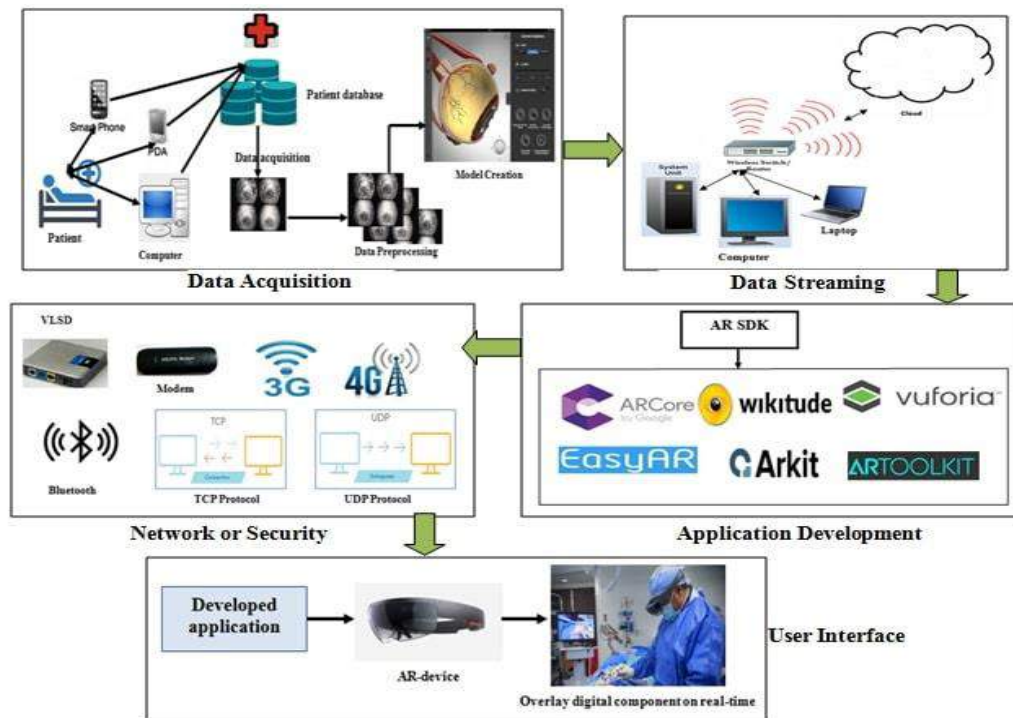 Patient database
Smart Phone
PDA
Data acquisition
Model Creation
Patient
Computer
Data Preprocessing
Data Acquisition
Cloud
Wireless Switch/
System
Unit
Laptop
Computer
Data Streaming
VLSD
Modem
3G
4G
Bluetooth
TCP
TCP Protocol
UDP
UDP Protocol
Network or Security
AR SDK
ARCore
by Google
wikitude
vuforia™
EasyAR
Arkit
ARTOOLKIT
Application Development
Developed
application
AR-device
Overlay digital component on real-time
User Interface